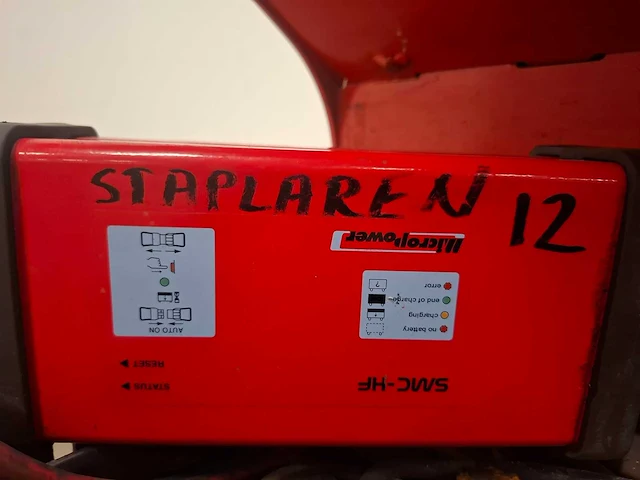 STAPLAREN 12
MicroPower
error
end of charge
charging
no battery
AUTO ON
RESET
STATUS
SMC-HF